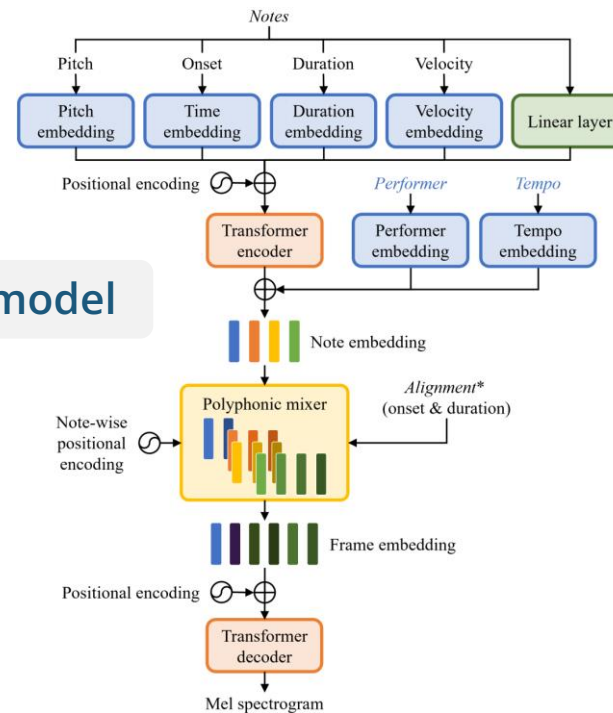 Notes
Pitch
Onset
Duration
Velocity
Pitch
embedding
Time
embedding
Duration
embedding
Velocity
embedding
Linear layer
Positional encoding
Performer
Tempo
Transformer
encoder
Performer
embedding
Tempo
embedding
model
Note embedding
Alignment*
(onset & duration)
Polyphonic mixer
Note-wise
positional
encoding
Frame embedding
Positional encoding
Transformer
decoder
Mel spectrogram